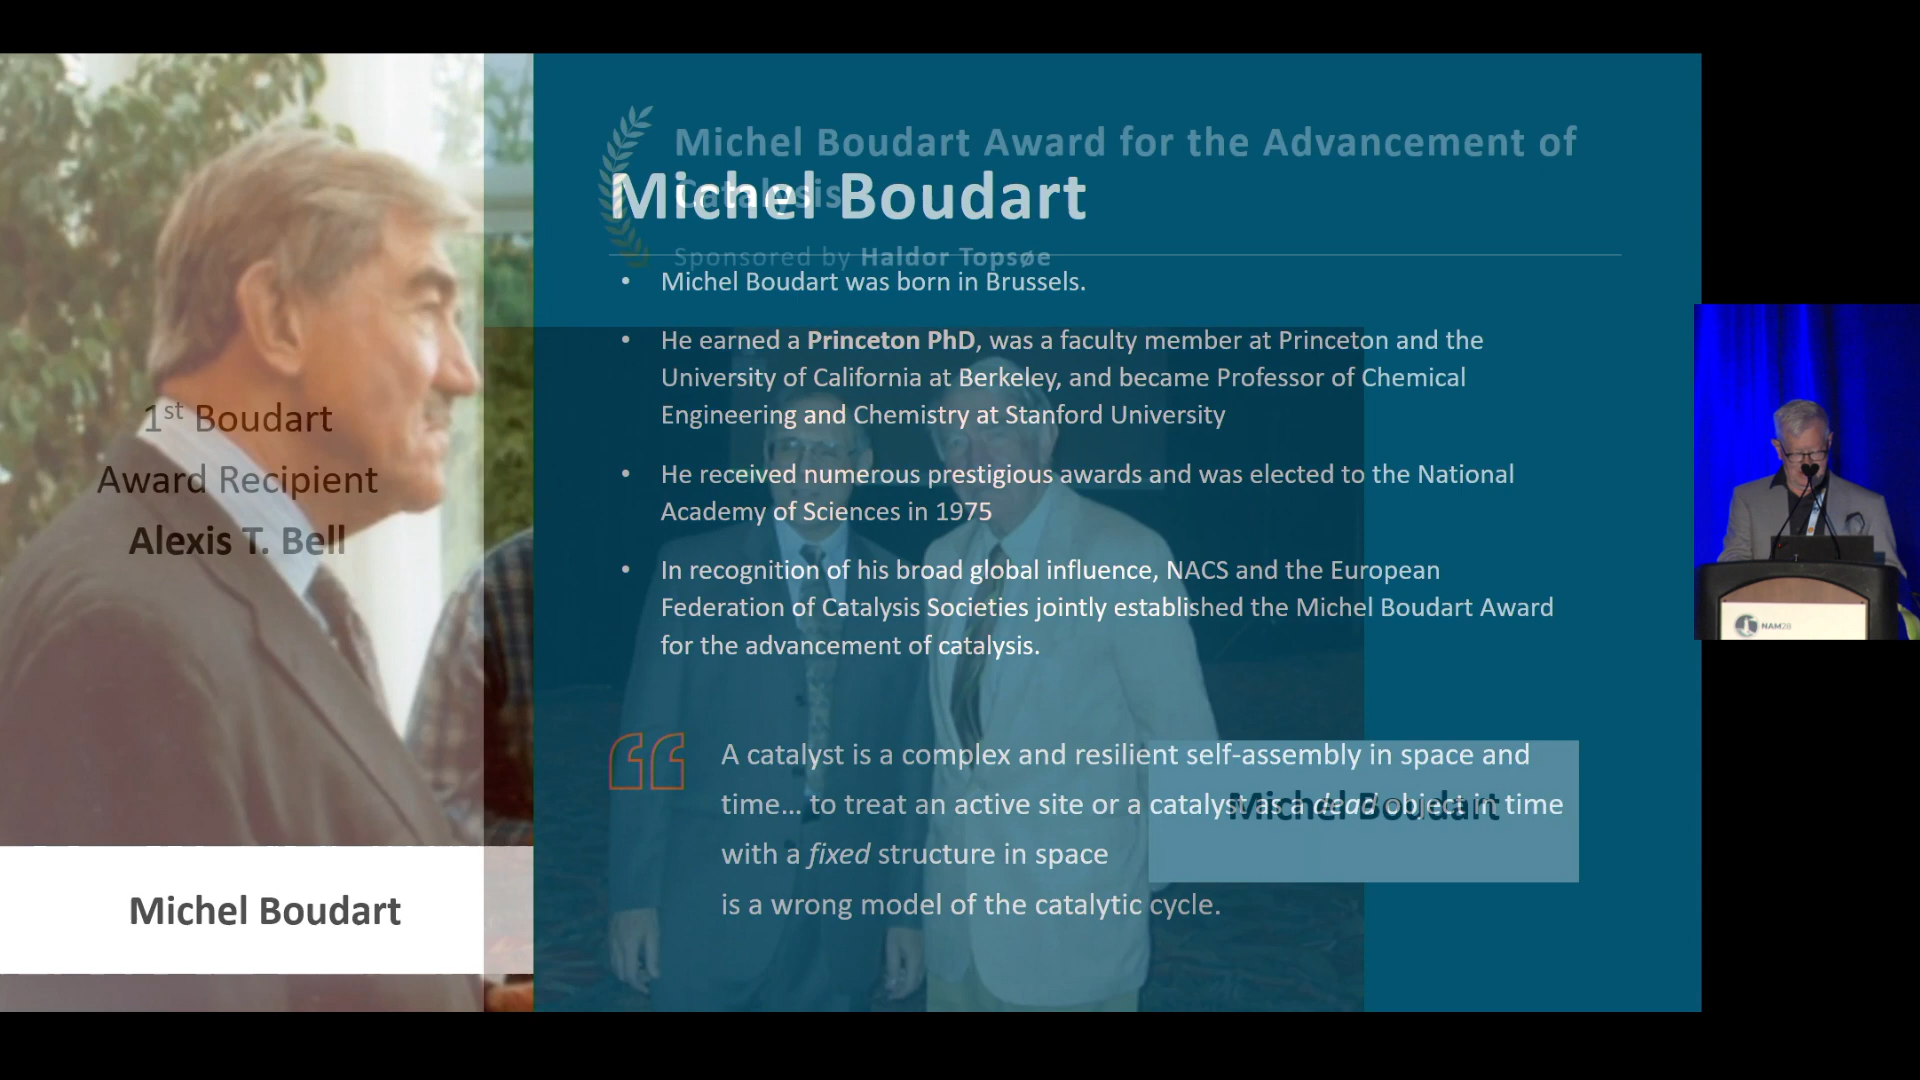 Michel Boudart Award for the Advancement of
Catalysis
Michel Boudart
Sponsored by Haldor Topsøe
• Michel Boudart was born in Brussels.
• He earned a Princeton PhD, was a faculty member at Princeton and the
University of California at Berkeley, and became Professor of Chemical
Engineering and Chemistry at Stanford University
• He received numerous prestigious awards and was elected to the National
Academy of Sciences in 1975
• In recognition of his broad global influence, NACS and the European
Federation of Catalysis Societies jointly established the Michel Boudart Award
for the advancement of catalysis.
A catalyst is a complex and resilient self-assembly in space and
time... to treat an active site or a catalyst as a dead object in time
with a fixed structure in space
is a wrong model of the catalytic cycle.
Michel Boudart
1st Boudart
Award Recipient
Alexis T. Bell
Michel Boudart
NAM28